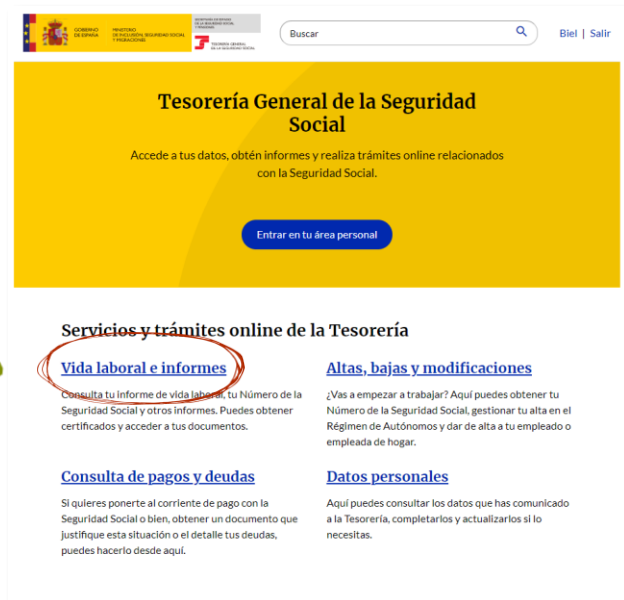 GOBIERNO
DE ESPAÑA
MINISTERIO
DE INCLUSIÓN, SEGURIDAD SOCIAL
Y MIGRACIONES
TESORERÍA GENERAL
DE LA SEGURIDAD SOCIAL
Buscar
Biel | Salir
Tesorería General de la Seguridad
Social
Accede a tus datos, obtén informes y realiza trámites online relacionados
con la Seguridad Social.
Entrar en tu área personal
Servicios y trámites online de la Tesorería
Vida laboral e informes
Consulta tu informe de vida laboral, tu Número de la
Seguridad Social y otros informes. Puedes obtener
certificados y acceder a tus documentos.
Altas, bajas y modificaciones
¿Vas a empezar a trabajar? Aquí puedes obtener tu
Número de la Seguridad Social, gestionar tu alta en el
Régimen de Autónomos y dar de alta a tu empleado o
empleada de hogar.
Consulta de pagos y deudas
Si quieres ponerte al corriente de pago con la
Seguridad Social o bien, obtener un documento que
justifique esta situación o el detalle tus deudas,
puedes hacerlo desde aquí.
Datos personales
Aquí puedes consultar los datos que has comunicado
a la Tesorería, completarlos y actualizarlos si lo
necesitas.